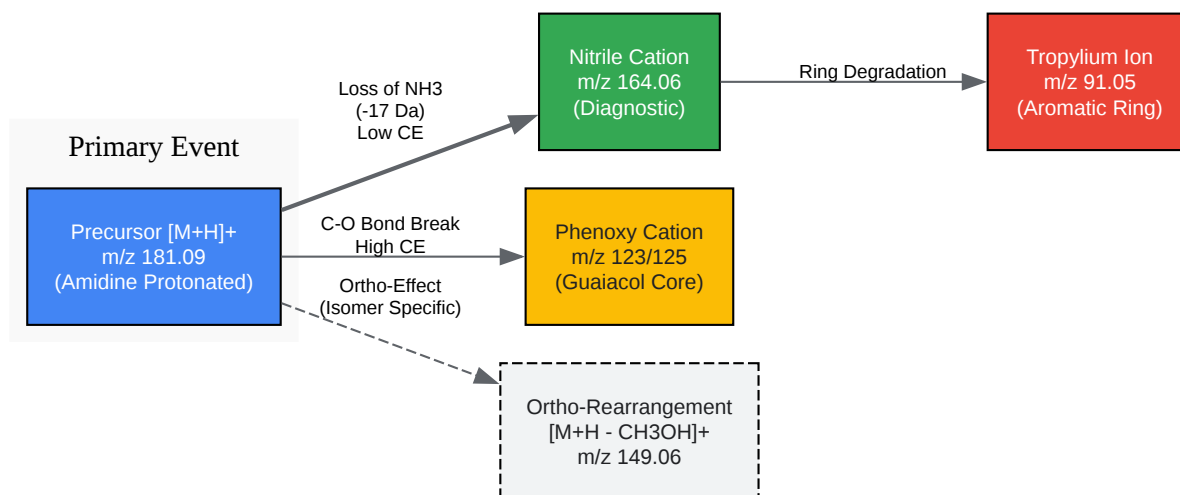 Primary Event
Precursor [M+H]+
m/z 181.09
(Amidine Protonated)
Loss of NH3
(-17 Da)
Low CE
Nitrile Cation
m/z 164.06
(Diagnostic)
Ring Degradation
Tropylium Ion
m/z 91.05
(Aromatic Ring)
C-O Bond Break
High CE
Phenoxy Cation
m/z 123/125
(Guaiacol Core)
Ortho-Effect
(Isomer Specific)
Ortho-Rearrangement
[M+H - CH3OH]+
m/z 149.06